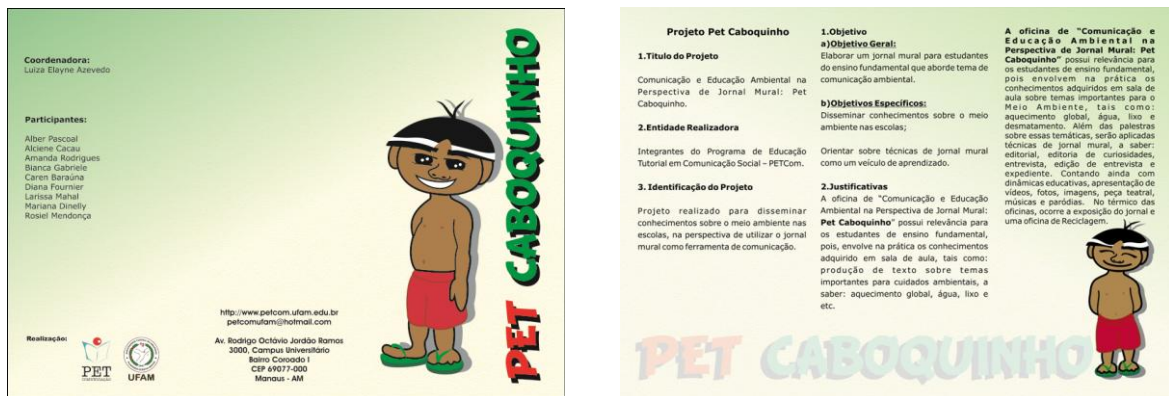 Coordenadora:
Luiza Elayne Azevedo
Participantes:
Alber Pascoal
Alciene Cacau
Amanda Rodrigues
Bianca Gabriele
Caren Baraúna
Diana Fournier
Larissa Mahal
Mariana Dinelly
Rosiel Mendonça
Realização:
PET
UFAM
http://www.petcom.ufam.edu.br
petcomufam@hotmail.com
Av. Rodrigo Octávio Jordão Ramos
3000, Campus Universitário
Bairro Coroado I
CEP 69077-000
Manaus - AM
PET CABOQUINHO
Projeto Pet Caboquinho
1.Titulo do Projeto
Comunicação e Educação Ambiental na
Perspectiva de Jornal Mural: Pet
Caboquinho.
2.Entidade Realizadora
Integrantes do Programa de Educação
Tutorial em Comunicação Social – PETCom.
3. Identificação do Projeto
Projeto realizado para disseminar
conhecimentos sobre o meio ambiente nas
escolas, na perspectiva de utilizar o jornal
mural como ferramenta de comunicação.
1.Objetivo
a)Objetivo Geral:
Elaborar um jornal mural para estudantes
do ensino fundamental que aborde tema de
comunicação ambiental.
b)Objetivos Específicos:
Disseminar conhecimentos sobre o meio
ambiente nas escolas;
Orientar sobre técnicas de jornal mural
como um veículo de aprendizado.
2.Justificativas
A oficina de "Comunicação e Educação
Ambiental na Perspectiva de Jornal Mural:
Pet Caboquinho" possui relevância para
os estudantes de ensino fundamental,
pois, envolve na prática os conhecimentos
adquirido em sala de aula, tais como:
produção de texto sobre temas
importantes para cuidados ambientais, a
saber: aquecimento global, água, lixo e
etc.
A oficina de "Comunicação e
Educação Ambiental na
Perspectiva de Jornal Mural: Pet
Caboquinho" possui relevância para
os estudantes de ensino fundamental,
pois envolvem na prática os
conhecimentos adquiridos em sala de
aula sobre temas importantes para o
Meio Ambiente, tais como:
aquecimento global, água, lixo e
desmatamento. Além das palestras
sobre essas temáticas, serão aplicadas
técnicas de jornal mural, a saber:
editorial, editoria de curiosidades,
entrevista, edição de entrevista e
expediente. Contando ainda com
dinâmicas educativas, apresentação de
vídeos, fotos, imagens, peça teatral,
músicas e paródias. No térmico das
oficinas, ocorre a exposição do jornal e
uma oficina de Reciclagem.
PET CABOQUINHO